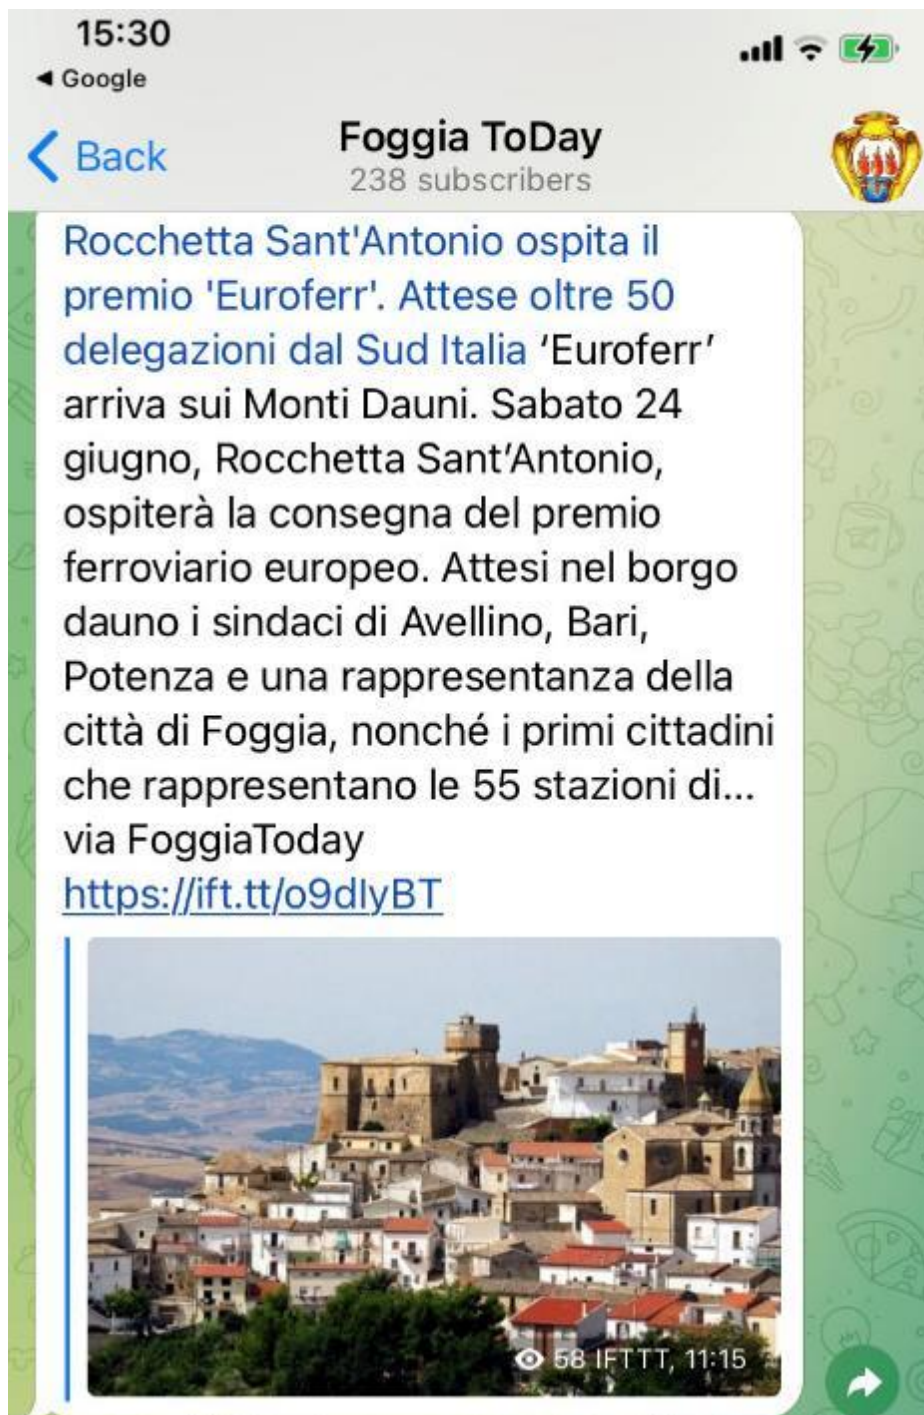 15:30
◀ Google
Back
Foggia ToDay
238 subscribers
Rocchetta Sant'Antonio ospita il
premio 'Euroferr'. Attese oltre 50
delegazioni dal Sud Italia ‘Euroferr’
arriva sui Monti Dauni. Sabato 24
giugno, Rocchetta Sant’Antonio,
ospiterà la consegna del premio
ferroviario europeo. Attesi nel borgo
dauno i sindaci di Avellino, Bari,
Potenza e una rappresentanza della
città di Foggia, nonché i primi cittadini
che rappresentano le 55 stazioni di...
via FoggiaToday
https://ift.tt/o9dIyBT
58 IFTTT, 11:15